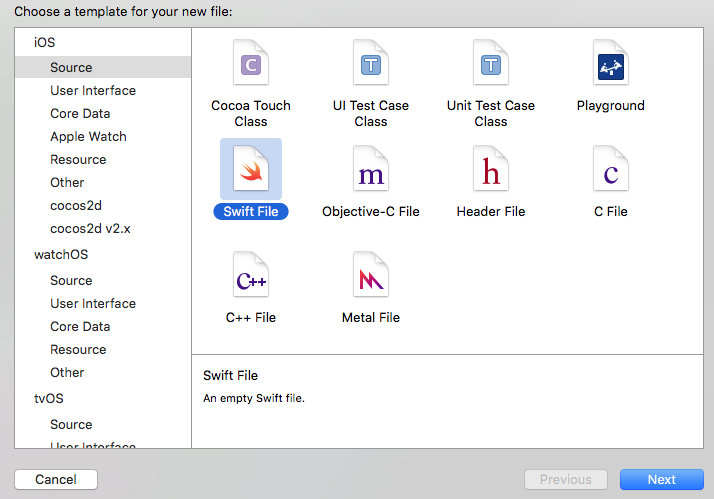 Choose a template for your new file:
iOS
Source
User Interface
Core Data
Apple Watch
Resource
Other
cocos2d
cocos2d v2.x
watchOS
Source
User Interface
Core Data
Resource
Other
tvOS
Source
User Interface
C
Cocoa Touch
Class
T
UI Test Case
Class
T
Unit Test Case
Class
Playground
Swift File
m
Objective-C File
h
Header File
c
C File
C++
C++ File
Metal File
Swift File
An empty Swift file.
Cancel
Previous
Next